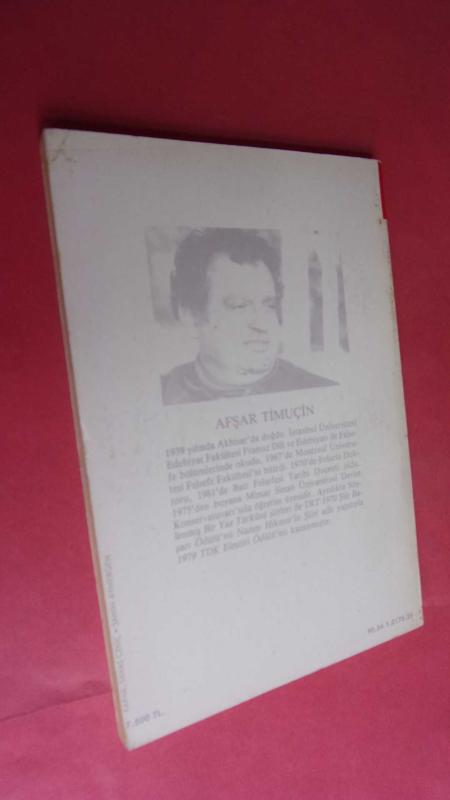 AFŞAR TİMUÇİN
1939 yılında Akhisar'da doğdu. İstanbul Üniversitesi
Edebiyat Fakültesi Fransız Dili ve Edebiyatı ile Felse-
fe bölümlerinde okudu. 1967'de Montreal Üniversi-
tesi Felsefe Fakültesi'ni bitirdi. 1970'de Felsefe Dok-
toru, 1981'de Batı Felsefesi Tarihi Doçenti oldu.
1975'den buyana Mimar Sinan Üniversitesi Devlet
Konservatuvarı'nda öğretim üyesidir. Ayrılıkta Söy-
lenmiş Bir Yaz Türküsü şiirleri ile TRT 1970 Şiir Ba-
şarı Ödülü'nü Nazım Hikmet'in Şiiri adlı yapıtıyla
1979 TDK Eleştiri Ödülü'nü kazanmıştır.
7.500 TL.